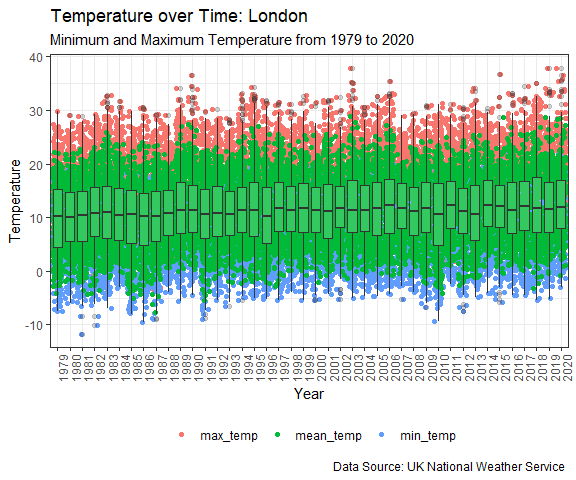 Temperature over Time: London
Minimum and Maximum Temperature from 1979 to 2020
40
30
20
10
0
-10
Temperature
1979 1980 1981 1982 1983 1984 1985 1986 1987 1988 1989 1990 1991 1992 1993 1994 1995 1996 1997 1998 1999 2000 2001 2002 2003 2004 2005 2006 2007 2008 2009 2010 2011 2012 2013 2014 2015 2016 2017 2018 2019 2020
Year
max_temp mean_temp min_temp
Data Source: UK National Weather Service